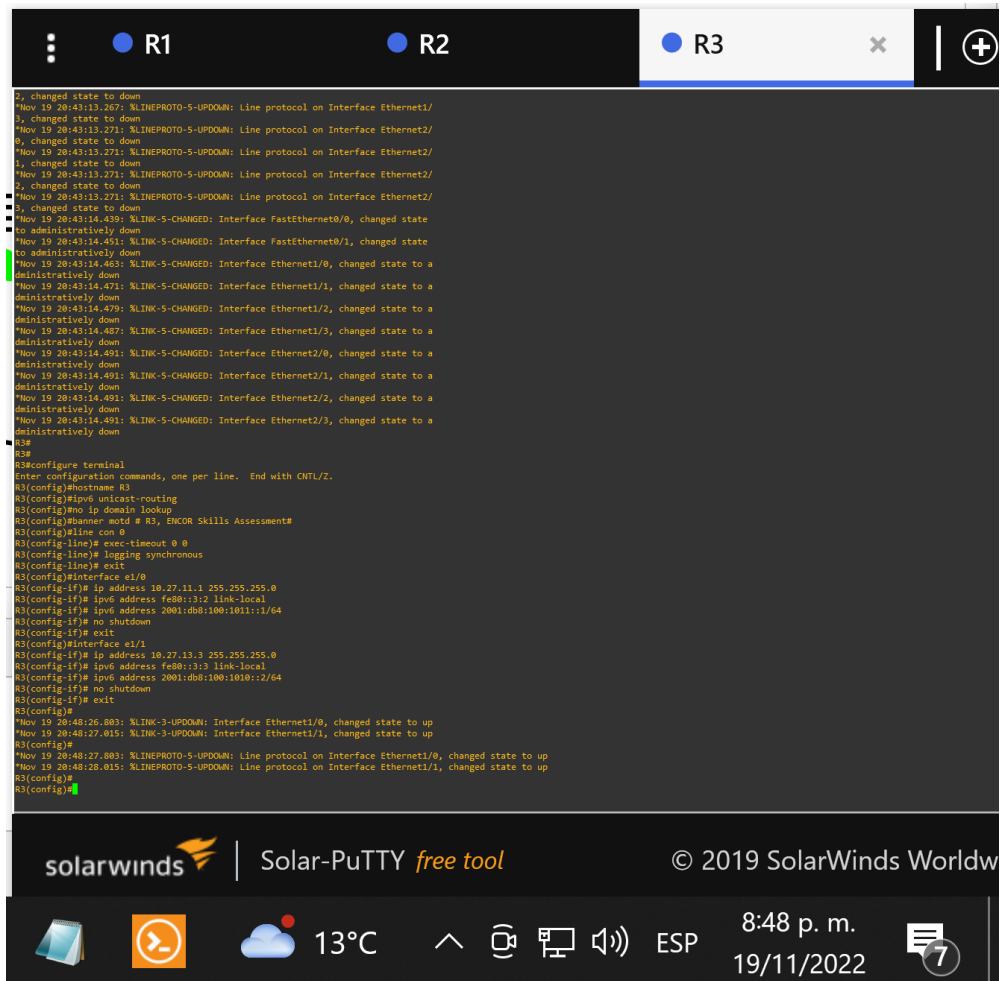 R1
R2
R3
2, changed state to down
*Nov 19 20:43:13.267: %LINEPROTO-5-UPDOWN: Line protocol on Interface Ethernet1/
3, changed state to down
*Nov 19 20:43:13.271: %LINEPROTO-5-UPDOWN: Line protocol on Interface Ethernet2/
0, changed state to down
*Nov 19 20:43:13.271: %LINEPROTO-5-UPDOWN: Line protocol on Interface Ethernet2/
1, changed state to down
*Nov 19 20:43:13.271: %LINEPROTO-5-UPDOWN: Line protocol on Interface Ethernet2/
2, changed state to down
*Nov 19 20:43:13.271: %LINEPROTO-5-UPDOWN: Line protocol on Interface Ethernet2/
3, changed state to down
*Nov 19 20:43:14.439: %LINK-5-CHANGED: Interface FastEthernet0/0, changed state
to administratively down
*Nov 19 20:43:14.451: %LINK-5-CHANGED: Interface FastEthernet0/1, changed state
to administratively down
*Nov 19 20:43:14.463: %LINK-5-CHANGED: Interface Ethernet1/0, changed state to a
dministratively down
*Nov 19 20:43:14.471: %LINK-5-CHANGED: Interface Ethernet1/1, changed state to a
dministratively down
*Nov 19 20:43:14.479: %LINK-5-CHANGED: Interface Ethernet1/2, changed state to a
dministratively down
*Nov 19 20:43:14.487: %LINK-5-CHANGED: Interface Ethernet1/3, changed state to a
dministratively down
*Nov 19 20:43:14.491: %LINK-5-CHANGED: Interface Ethernet2/0, changed state to a
dministratively down
*Nov 19 20:43:14.491: %LINK-5-CHANGED: Interface Ethernet2/1, changed state to a
dministratively down
*Nov 19 20:43:14.491: %LINK-5-CHANGED: Interface Ethernet2/2, changed state to a
dministratively down
*Nov 19 20:43:14.491: %LINK-5-CHANGED: Interface Ethernet2/3, changed state to a
dministratively down
R3#
R3#
R3#configure terminal
Enter configuration commands, one per line.  End with CNTL/Z.
R3(config)#hostname R3
R3(config)#ipv6 unicast-routing
R3(config)#no ip domain lookup
R3(config)#banner motd # R3, ENCOR Skills Assessment#
R3(config)#line con 0
R3(config-line)# exec-timeout 0 0
R3(config-line)# logging synchronous
R3(config-line)# exit
R3(config)#interface e1/0
R3(config-if)# ip address 10.27.11.1 255.255.255.0
R3(config-if)# ipv6 address fe80::3:2 link-local
R3(config-if)# ipv6 address 2001:db8:100:1011::1/64
R3(config-if)# no shutdown
R3(config-if)# exit
R3(config)#interface e1/1
R3(config-if)# ip address 10.27.13.3 255.255.255.0
R3(config-if)# ipv6 address fe80::3:3 link-local
R3(config-if)# ipv6 address 2001:db8:100:1010::2/64
R3(config-if)# no shutdown
R3(config-if)# exit
R3(config)#
*Nov 19 20:48:26.803: %LINK-3-UPDOWN: Interface Ethernet1/0, changed state to up
*Nov 19 20:48:27.015: %LINK-3-UPDOWN: Interface Ethernet1/1, changed state to up
R3(config)#
*Nov 19 20:48:27.803: %LINEPROTO-5-UPDOWN: Line protocol on Interface Ethernet1/0, changed state to up
*Nov 19 20:48:28.015: %LINEPROTO-5-UPDOWN: Line protocol on Interface Ethernet1/1, changed state to up
R3(config)#
R3(config)#
solarwinds
Solar-PuTTY free tool
© 2019 SolarWinds Worldw
13°C
ESP
8:48 p. m.
19/11/2022
7